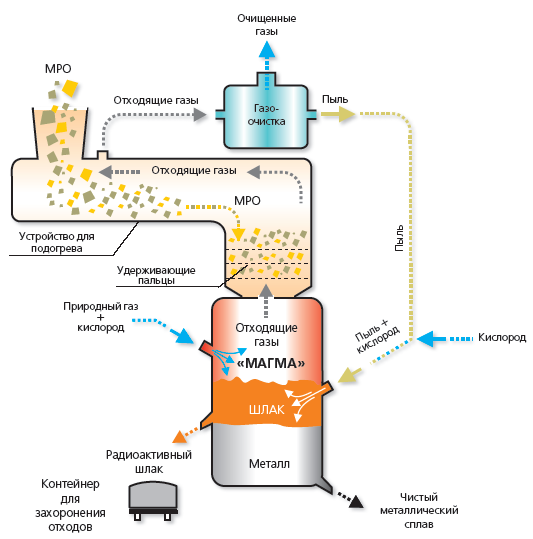 Очищенные
газы
МРО
Отходящие газы
Газо-
очистка
Пыль
Отходящие газы
МРО
Устройство для
подогрева
Удерживающие
пальцы
Пыль
Природный газ
+
кислород
Отходящие
газы
«МАГМА»
Пыль +
кислород
Кислород
ШЛАК
Радиоактивный
шлак
Металл
Контейнер
для
захоронения
отходов
Чистый
металлический
сплав